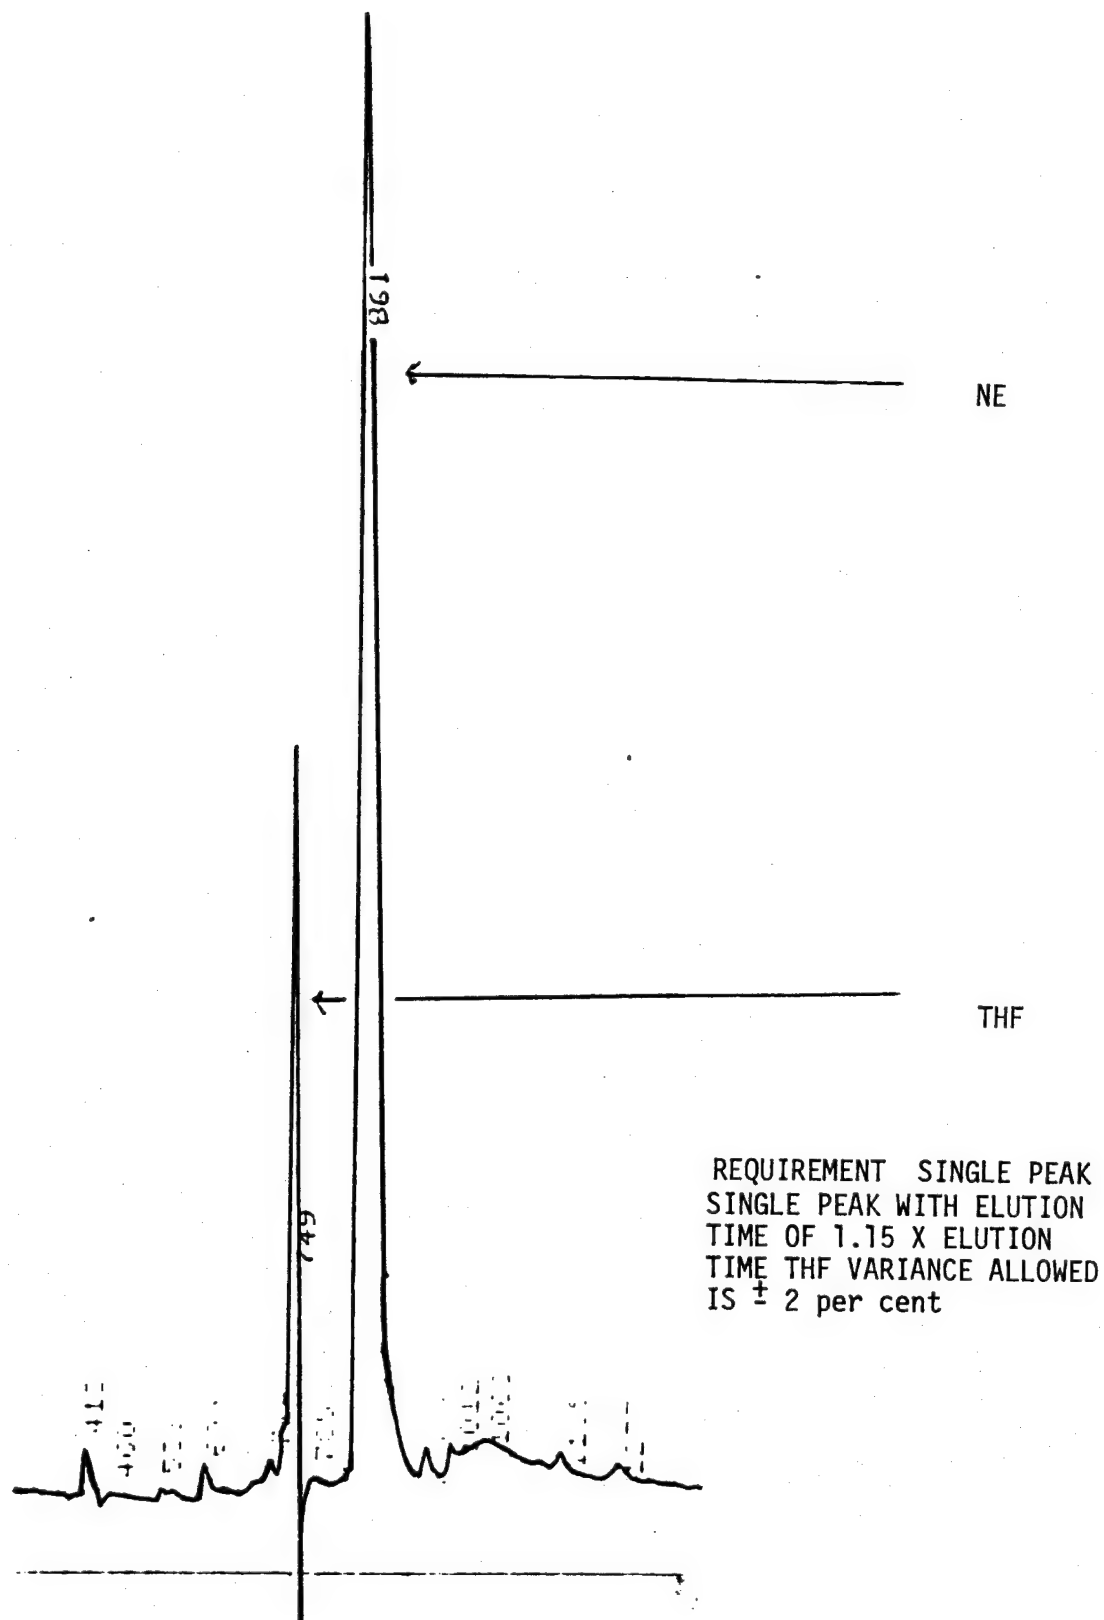 861
NE
THF
749
REQUIREMENT SINGLE PEAK
SINGLE PEAK WITH ELUTION
TIME OF 1.15 X ELUTION
TIME THF VARIANCE ALLOWED
IS ± 2 per cent